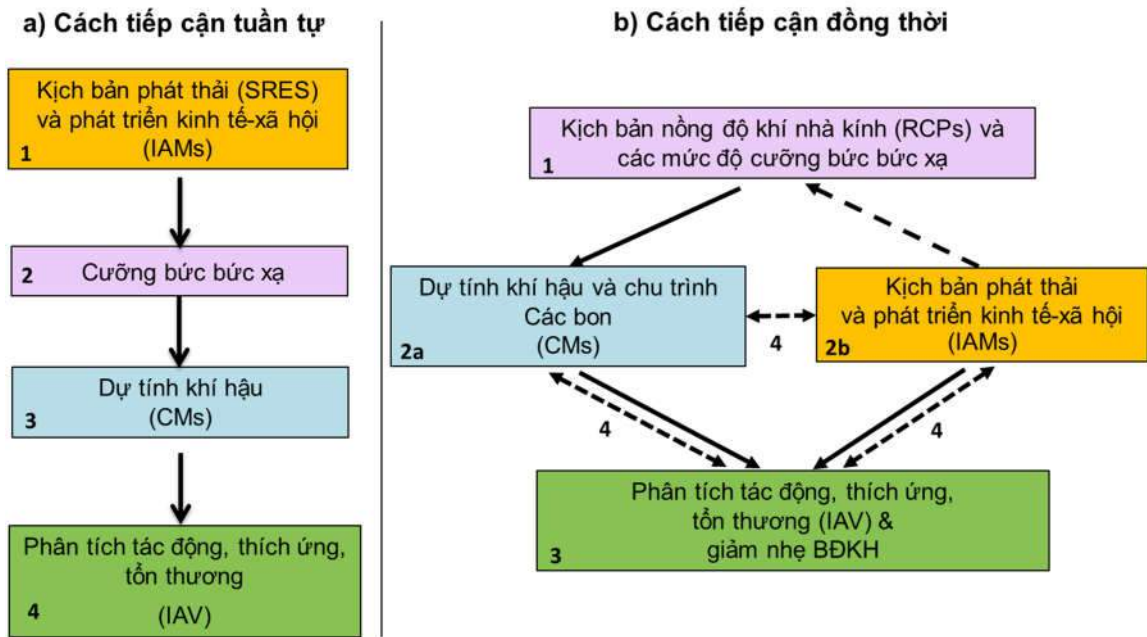 a) Cách tiếp cận tuần tự
Kịch bản phát thải (SRES)
và phát triển kinh tế-xã hội
(IAMs)
1
2
Cưỡng bức bức xạ
Dự tính khí hậu
(CMs)
3
Phân tích tác động, thích ứng,
tổn thương
(IAV)
4
b) Cách tiếp cận đồng thời
Kịch bản nồng độ khí nhà kính (RCPs) và
các mức độ cưỡng bức bức xạ
1
Dự tính khí hậu và chu trình
Các bon
(CMs)
2a
4
Kịch bản phát thải
và phát triển kinh tế-xã hội
(IAMs)
2b
4
4
Phân tích tác động, thích ứng,
tổn thương (IAV) &
giảm nhẹ BĐKH
3